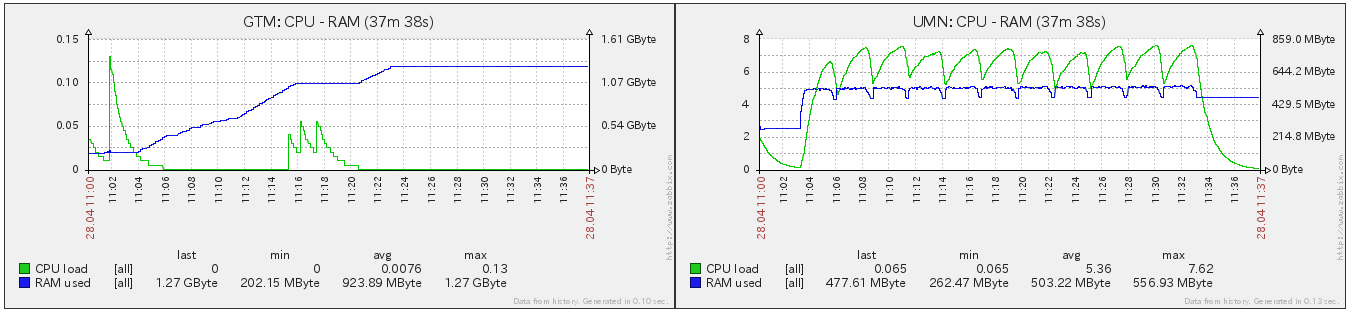 GTM: CPU - RAM (37m 38s)
0.15
0.10
0.05
0
1.61 GByte
1.07 GByte
0.54 GByte
0 Byte
28.04 11:00
11:02
11:04
11:06
11:08
11:10
11:12
11:14
11:16
11:18
11:20
11:22
11:24
11:26
11:28
11:30
11:32
11:34
11:36
28.04 11:37
http://www.zabbix.com
last min avg max
CPU load [all] 0 0 0.0076 0.13
RAM used [all] 1.27 GByte 202.15 MByte 923.89 MByte 1.27 GByte
Data from history. Generated in 0.10 sec.
UMN: CPU - RAM (37m 38s)
8
6
4
2
0
859.0 MByte
644.2 MByte
429.5 MByte
214.8 MByte
0 Byte
28.04 11:00
11:02
11:04
11:06
11:08
11:10
11:12
11:14
11:16
11:18
11:20
11:22
11:24
11:26
11:28
11:30
11:32
11:34
11:36
28.04 11:37
http://www.zabbix.com
last min avg max
CPU load [all] 0.065 0.065 5.36 7.62
RAM used [all] 477.61 MByte 262.47 MByte 503.22 MByte 556.93 MByte
Data from history. Generated in 0.13 sec.